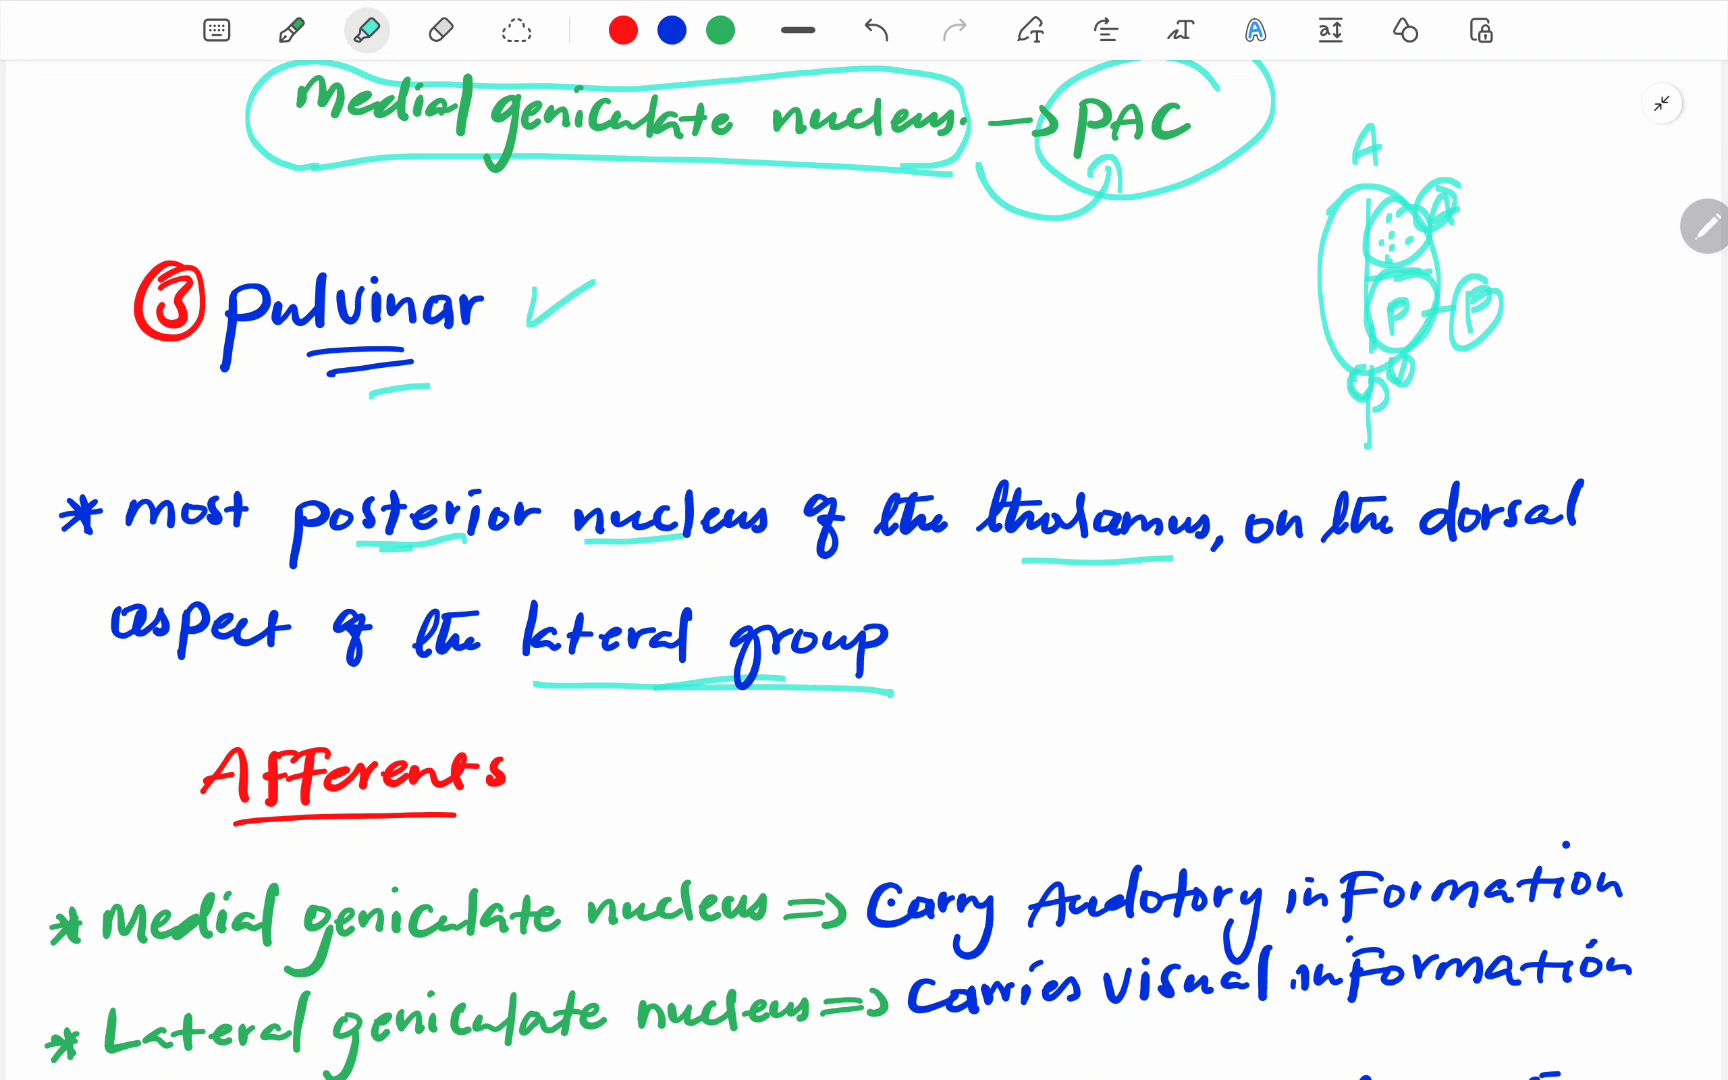 Medial geniculate nucleus. → PAC
A
A
P P
③ Pulvinar ✓
* most posterior nucleus of the thalamus, on the dorsal
aspect of the lateral group
Afferents
* Medial geniculate nucleus => Carry Audotory information
* Lateral geniculate nucleus => Carries visual information